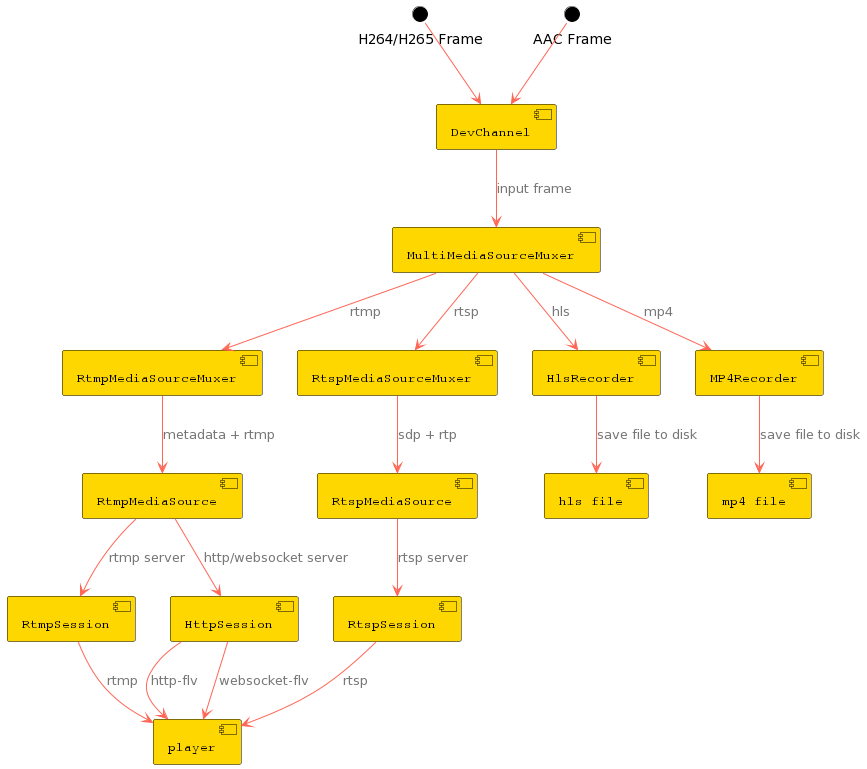 H264/H265 Frame
AAC Frame
DevChannel
input frame
MultiMediaSourceMuxer
rtmp
rtsp
hls
mp4
RtmpMediaSourceMuxer
RtspMediaSourceMuxer
HlsRecorder
MP4Recorder
metadata + rtmp
sdp + rtp
save file to disk
save file to disk
RtmpMediaSource
RtspMediaSource
hls file
mp4 file
rtmp server
http/websocket server
rtsp server
RtmpSession
HttpSession
RtspSession
rtmp
http-flv
websocket-flv
rtsp
player